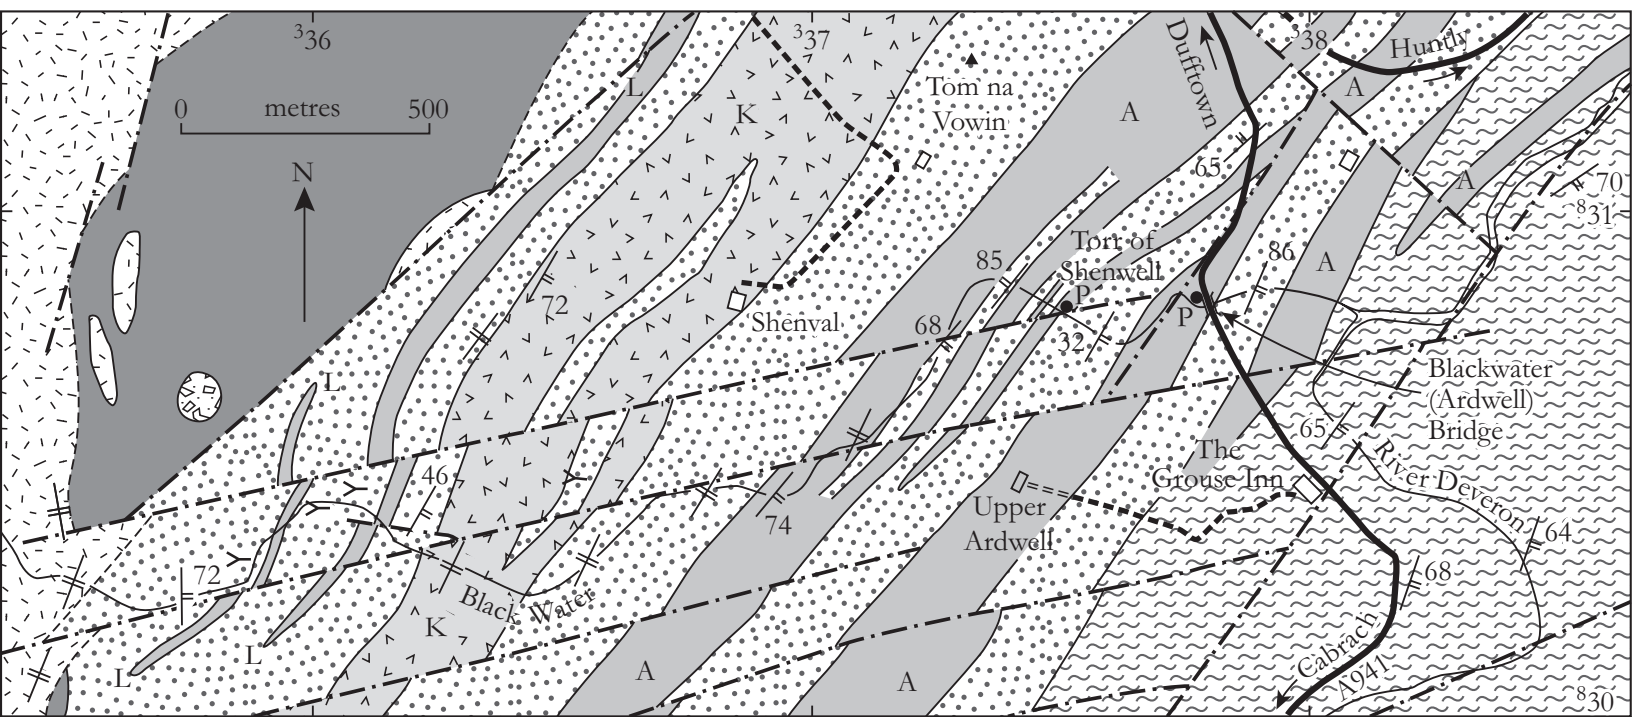 ³36
³37
³38
Dufftown
Huntly
L
0 metres 500
K
Tom na
Vowin
A
A
65
N
A
70
⁸31
Torr of
Shenwell
85
86
A
72
P
P
Shenval
68
32
L
Blackwater
(Ardwell)
Bridge
65
The
Grouse Inn
46
River Deveron
74
Upper
Ardwell
64
72
68
Black Water
K
L
L
A
A
Cabrach
A941
⁸30